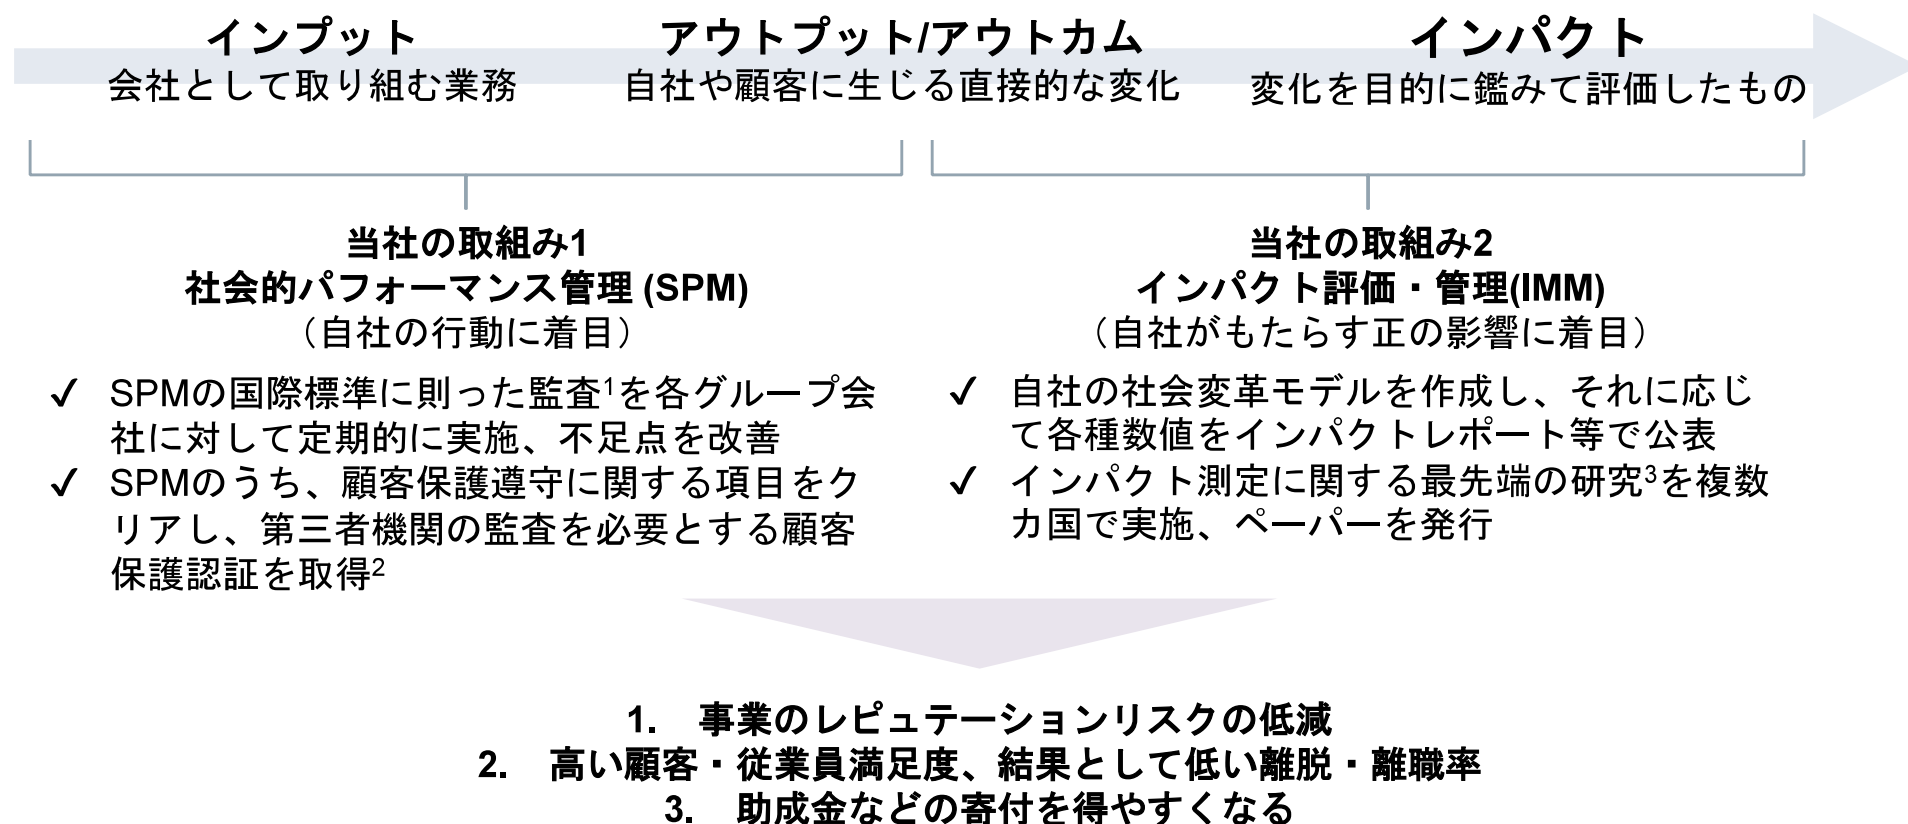 インプット
会社として取り組む業務
アウトプット/アウトカム
自社や顧客に生じる直接的な変化
インパクト
変化を目的に鑑みて評価したもの
当社の取組み1
社会的パフォーマンス管理 (SPM)
（自社の行動に着目）
✓ SPMの国際標準に則った監査¹を各グループ会
社に対して定期的に実施、不足点を改善
✓ SPMのうち、顧客保護遵守に関する項目をク
リアし、第三者機関の監査を必要とする顧客
保護認証を取得²
当社の取組み2
インパクト評価・管理(IMM)
（自社がもたらす正の影響に着目）
✓ 自社の社会変革モデルを作成し、それに応じ
て各種数値をインパクトレポート等で公表
✓ インパクト測定に関する最先端の研究³を複数
カ国で実施、ペーパーを発行
1. 事業のレピュテーションリスクの低減
2. 高い顧客・従業員満足度、結果として低い離脱・離職率
3. 助成金などの寄付を得やすくなる